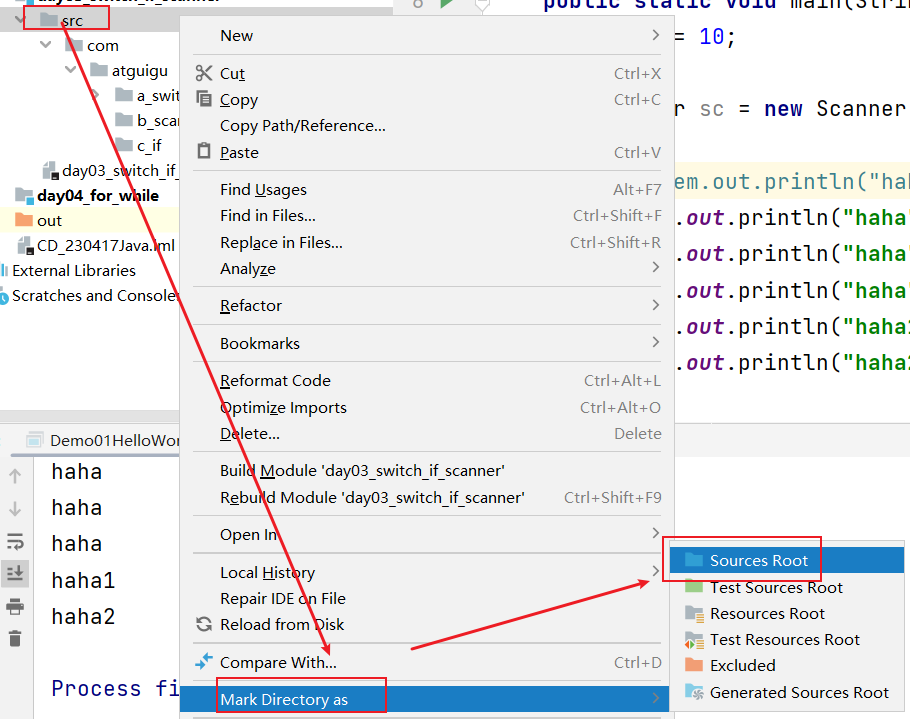 src
com
atguigu
a_swit
b_scan
c_if
day03_switch_if_
day04_for_while
out
CD_230417Java.iml
External Libraries
Scratches and Consoles
New
Cut Ctrl+X
Copy Ctrl+C
Copy Path/Reference...
Paste Ctrl+V
Find Usages Alt+F7
Find in Files... Ctrl+Shift+F
Replace in Files... Ctrl+Shift+R
Analyze
Refactor
Bookmarks
Reformat Code Ctrl+Alt+L
Optimize Imports Ctrl+Alt+O
Delete... Delete
Build Module 'day03_switch_if_scanner'
Rebuild Module 'day03_switch_if_scanner' Ctrl+Shift+F9
Open In
Local History
Repair IDE on File
Reload from Disk
Compare With... Ctrl+D
Mark Directory as
Sources Root
Test Sources Root
Resources Root
Test Resources Root
Excluded
Generated Sources Root
public static void main(Strin
= 10;
r sc = new Scanner
em.out.println("hah
.out.println("haha
.out.println("haha
.out.println("haha
.out.println("haha2
.out.println("haha2
Demo01HelloWor
haha
haha
haha
haha1
haha2
Process fi